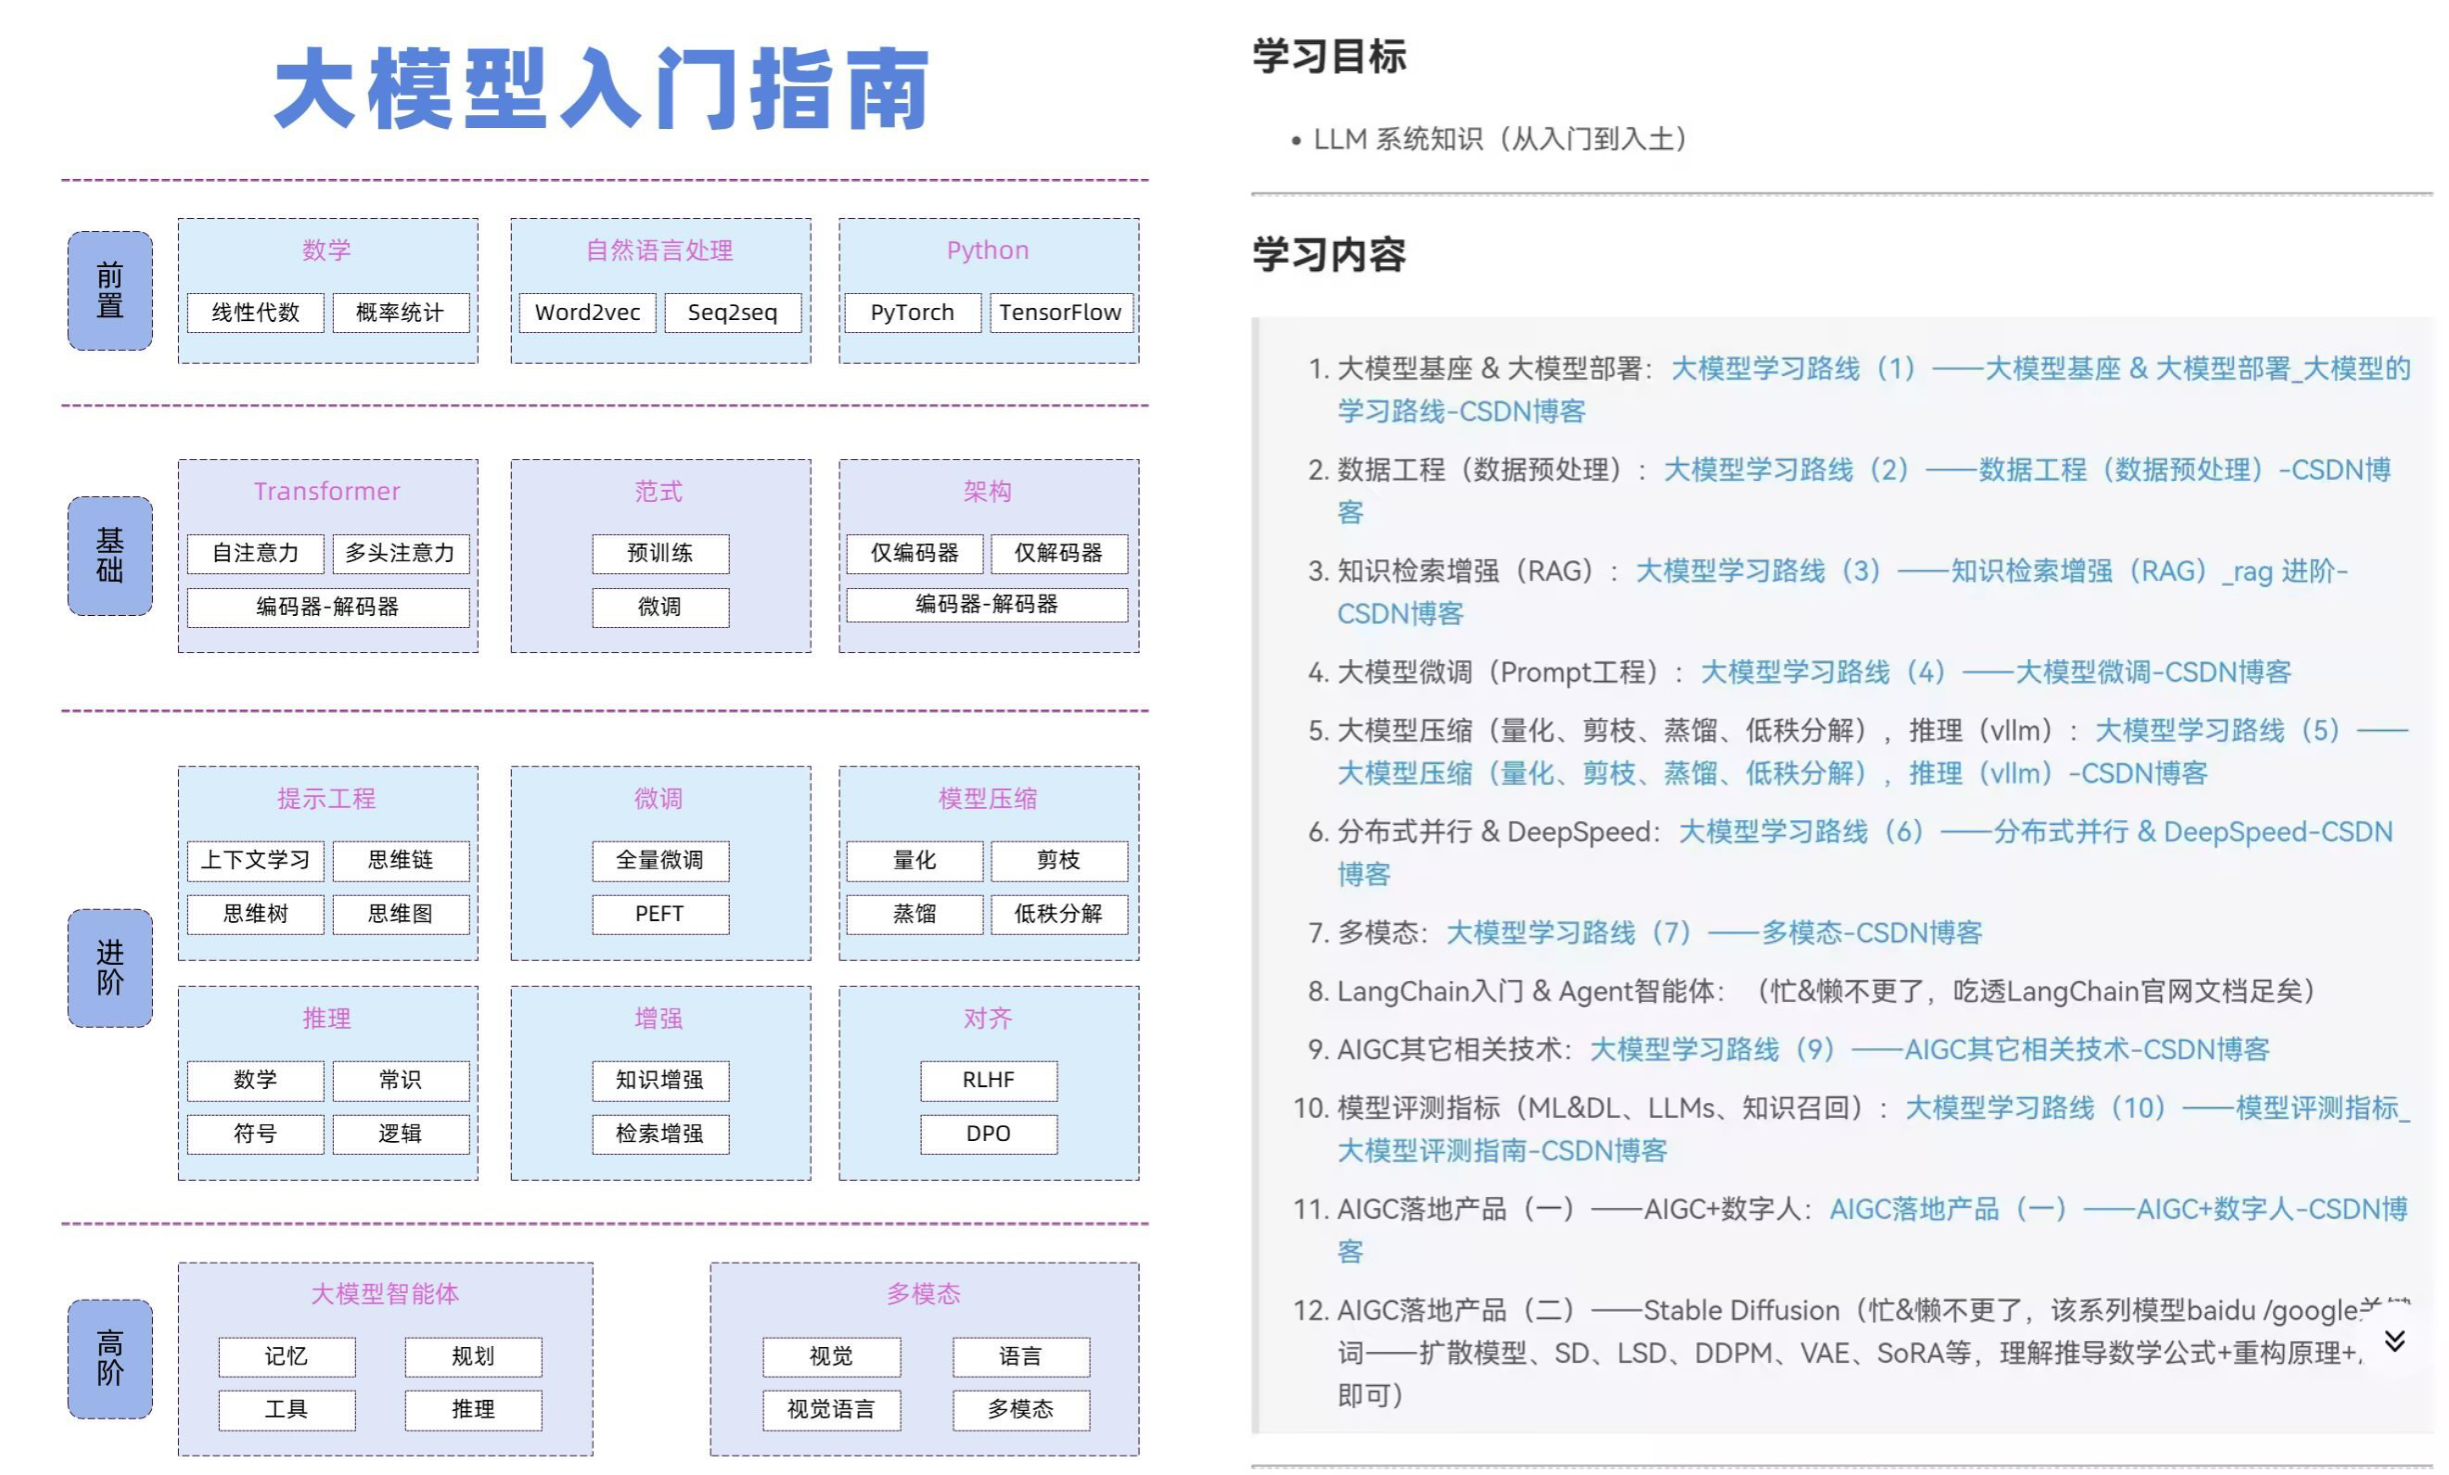 大模型入门指南
前置
数学
线性代数
概率统计
自然语言处理
Word2vec
Seq2seq
Python
PyTorch
TensorFlow
基础
Transformer
自注意力
多头注意力
编码器-解码器
范式
预训练
微调
架构
仅编码器
仅解码器
编码器-解码器
进阶
提示工程
上下文学习
思维链
思维树
思维图
微调
全量微调
PEFT
模型压缩
量化
剪枝
蒸馏
低秩分解
推理
数学
常识
符号
逻辑
增强
知识增强
检索增强
对齐
RLHF
DPO
高阶
大模型智能体
记忆
规划
工具
推理
多模态
视觉
语言
视觉语言
多模态
学习目标
• LLM 系统知识（从入门到入土）
学习内容
1. 大模型基座 & 大模型部署：大模型学习路线（1）——大模型基座 & 大模型部署_大模型的
学习路线-CSDN博客
2. 数据工程（数据预处理）：大模型学习路线（2）——数据工程（数据预处理）-CSDN博
客
3. 知识检索增强（RAG）：大模型学习路线（3）——知识检索增强（RAG）_rag 进阶-
CSDN博客
4. 大模型微调（Prompt工程）：大模型学习路线（4）——大模型微调-CSDN博客
5. 大模型压缩（量化、剪枝、蒸馏、低秩分解），推理（vllm）：大模型学习路线（5）——
大模型压缩（量化、剪枝、蒸馏、低秩分解），推理（vllm）-CSDN博客
6. 分布式并行 & DeepSpeed：大模型学习路线（6）——分布式并行 & DeepSpeed-CSDN
博客
7. 多模态：大模型学习路线（7）——多模态-CSDN博客
8. LangChain入门 & Agent智能体：（忙&懒不更了，吃透LangChain官网文档足矣）
9. AIGC其它相关技术：大模型学习路线（9）——AIGC其它相关技术-CSDN博客
10. 模型评测指标（ML&DL、LLMs、知识召回）：大模型学习路线（10）——模型评测指标_
大模型评测指南-CSDN博客
11. AIGC落地产品（一）——AIGC+数字人：AIGC落地产品（一）——AIGC+数字人-CSDN博
客
12. AIGC落地产品（二）——Stable Diffusion（忙&懒不更了，该系列模型baidu /google
词——扩散模型、SD、LSD、DDPM、VAE、SoRA等，理解推导数学公式+重构原理+
即可）